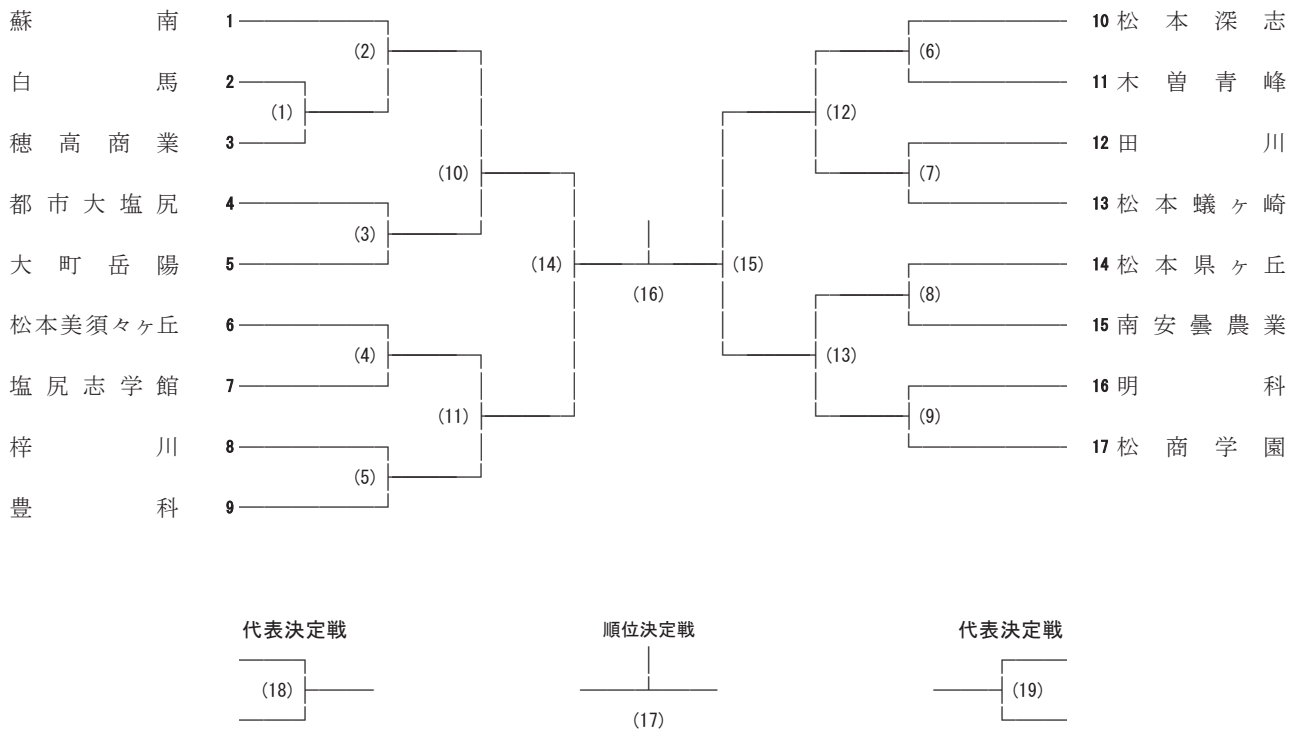 蘇南 1
(2)
白馬 2
(1)
穂高商業 3
(10)
都市大塩尻 4
(3)
大町岳陽 5
(14)
松本美須々ヶ丘 6
(4)
塩尻志学館 7
(11)
梓川 8
(5)
豊科 9
(16)
10 松本深志
(6)
11 木曽青峰
(12)
12 田川
(7)
13 松本蟻ヶ崎
(15)
14 松本県ヶ丘
(8)
15 南安曇農業
(13)
16 明科
(9)
17 松商学園
代表決定戦
(18)
順位決定戦
(17)
代表決定戦
(19)